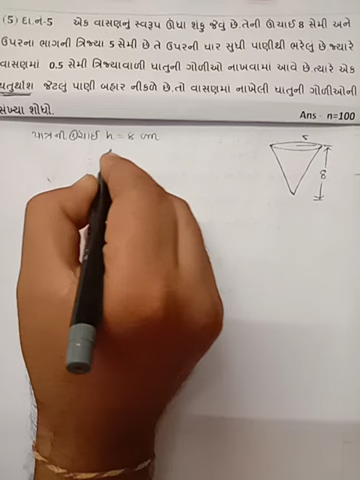 (5) દા.ન-5 એક વાસણનુ સ્વરૂપ ઊંધા શંકુ જેવું છે.તેની ઊંચાઈ 8 સેમી અને
ઉપરના ભાગની ત્રિજ્યા 5 સેમી છે તે ઉપરની ધાર સુધી પાણીથી ભરેલું છે જ્યારે
વાસણમાં 0.5 સેમી ત્રિજ્યાવાળી ધાતુની ગોળીઓ નાખવામાં આવે છે.ત્યારે એક
ચતુર્થાંશ જેટલુ પાણી બહાર નીકળે છે.તો વાસણમાં નાખેલી ધાતુની ગોળીઓની
સંખ્યા શોધો.
Ans - n=100
પાત્રની ઊંચાઈ h = 8 cm
5
8